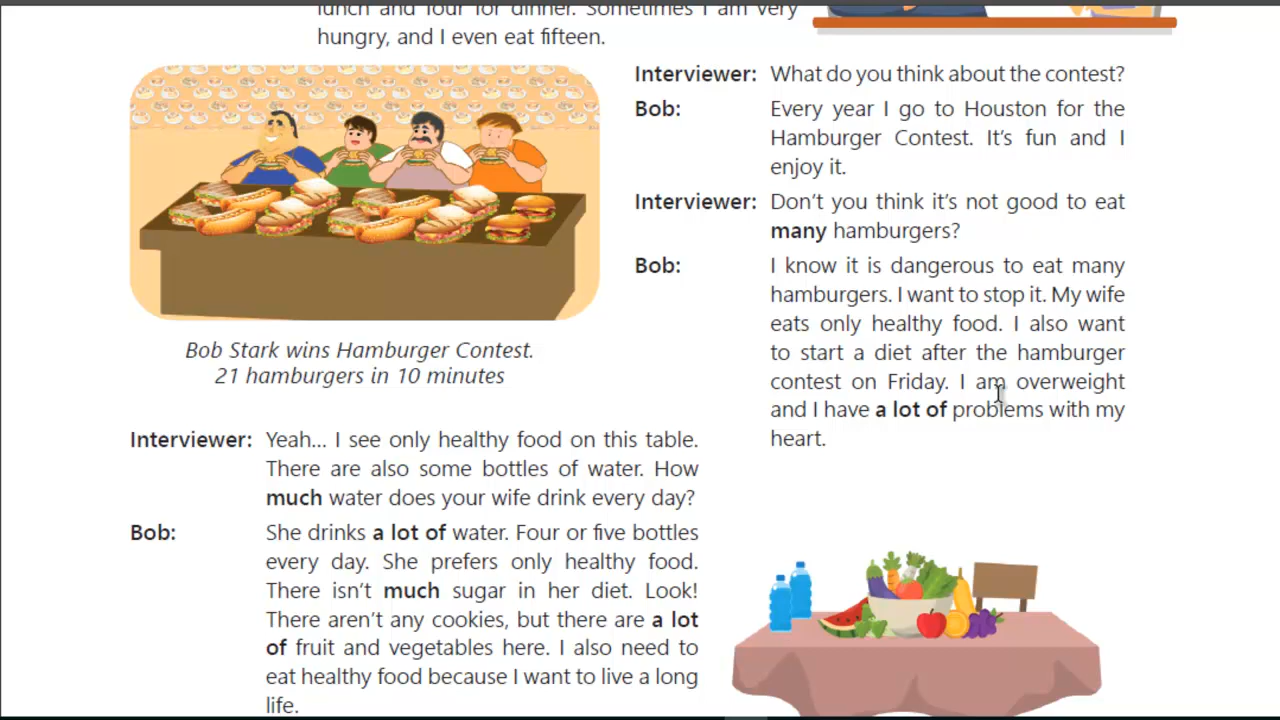 lunch and four for dinner. Sometimes I am very
hungry, and I even eat fifteen.
Bob Stark wins Hamburger Contest.
21 hamburgers in 10 minutes
Interviewer: What do you think about the contest?
Bob: Every year I go to Houston for the
Hamburger Contest. It’s fun and I
enjoy it.
Interviewer: Don’t you think it’s not good to eat
many hamburgers?
Bob: I know it is dangerous to eat many
hamburgers. I want to stop it. My wife
eats only healthy food. I also want
to start a diet after the hamburger
contest on Friday. I am overweight
and I have a lot of problems with my
heart.
Interviewer: Yeah... I see only healthy food on this table.
There are also some bottles of water. How
much water does your wife drink every day?
Bob: She drinks a lot of water. Four or five bottles
every day. She prefers only healthy food.
There isn’t much sugar in her diet. Look!
There aren’t any cookies, but there are a lot
of fruit and vegetables here. I also need to
eat healthy food because I want to live a long
life.